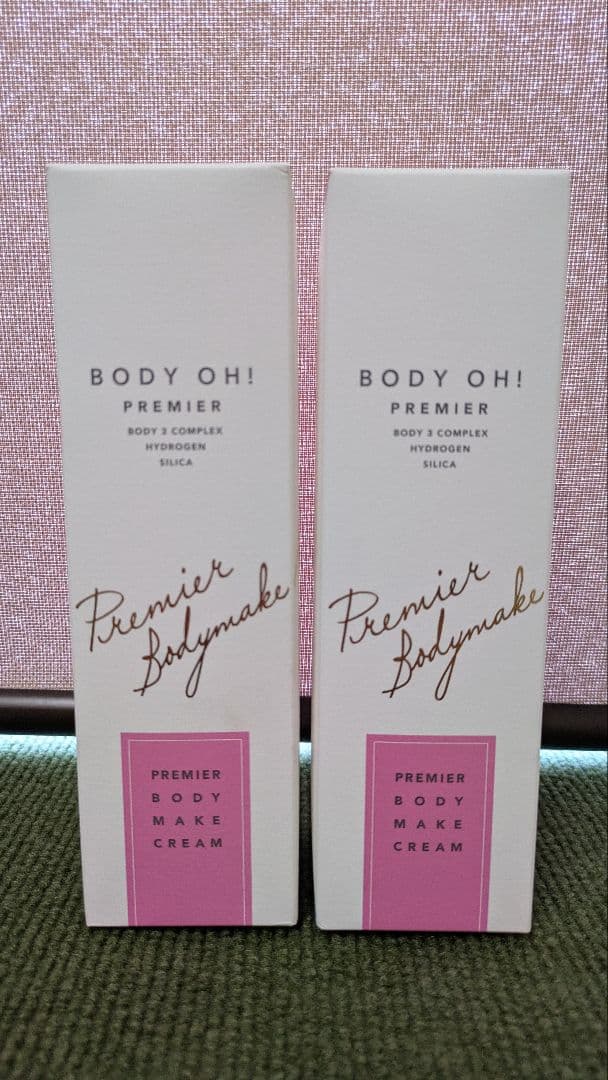 BODY OH!
PREMIER
BODY 3 COMPLEX
HYDROGEN
SILICA
Premier
Bodymake
PREMIER
BODY
MAKE
CREAM
BODY OH!
PREMIER
BODY 3 COMPLEX
HYDROGEN
SILICA
Premier
Bodymake
PREMIER
BODY
MAKE
CREAM